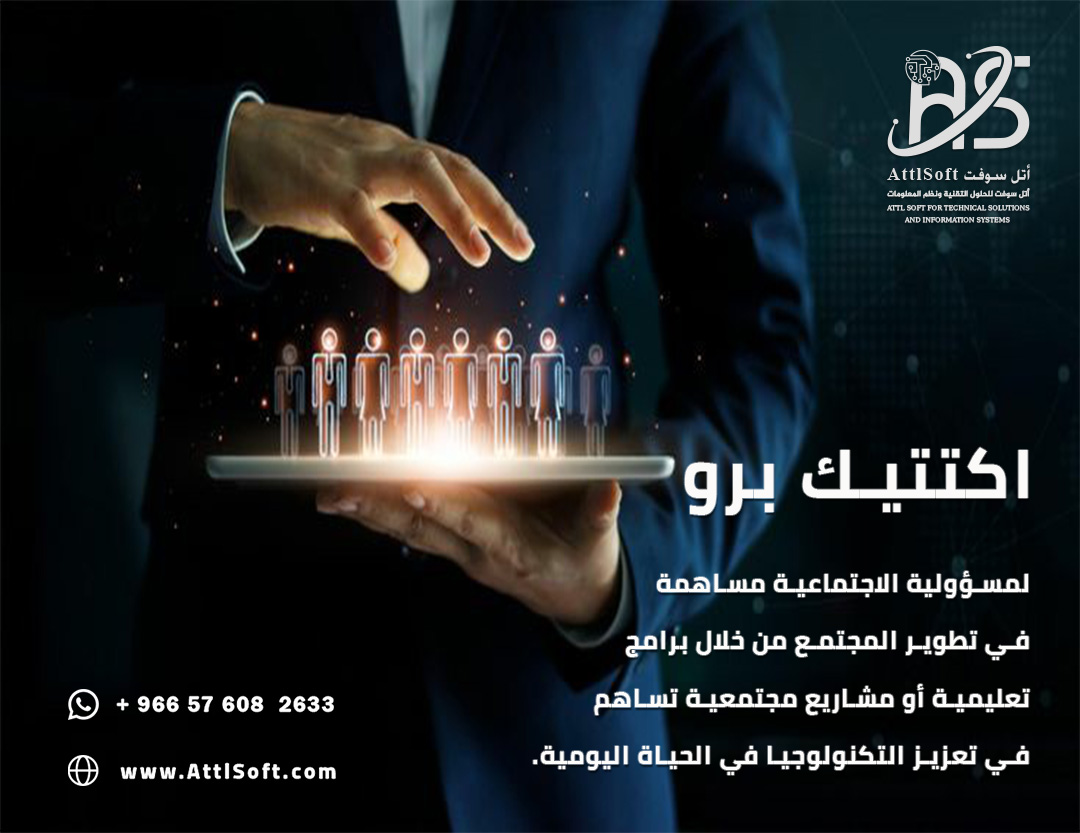 AttlSoft أتل سوفت
أتل سوفت للحلول التقنية ونظم المعلومات
ATTL SOFT FOR TECHNICAL SOLUTIONS
AND INFORMATION SYSTEMS
اكتتيك برو
لمسؤولية الاجتماعية مساهمة
في تطوير المجتمع من خلال برامج
تعليمية أو مشاريع مجتمعية تساهم
في تعزيز التكنولوجيا في الحياة اليومية.
+ 966 57 608 2633
www.AttlSoft.com